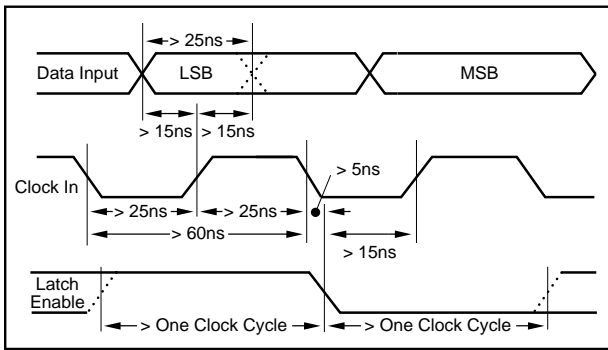 > 25ns
Data Input
LSB
MSB
> 15ns
> 15ns
> 5ns
Clock In
> 25ns
> 25ns
> 60ns
> 15ns
Latch
Enable
> One Clock Cycle
> One Clock Cycle